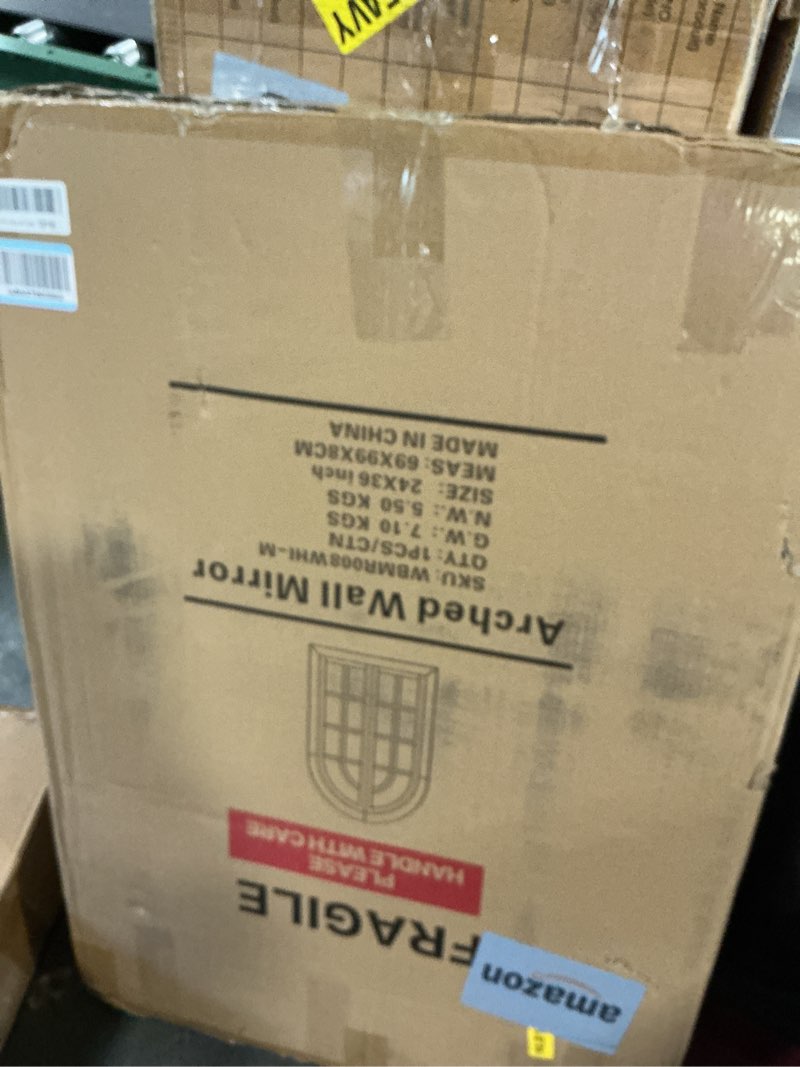 amazon
FRAGILE
PLEASE
HANDLE WITH CARE
Arched Wall Mirror
SKU: WBMR008WHI-M
QTY: 1PCS/CTN
G.W.: 7.10 KGS
N.W.: 5.50 KGS
SIZE: 24X36 inch
MEAS: 69X99X8CM
MADE IN CHINA
HEAVY